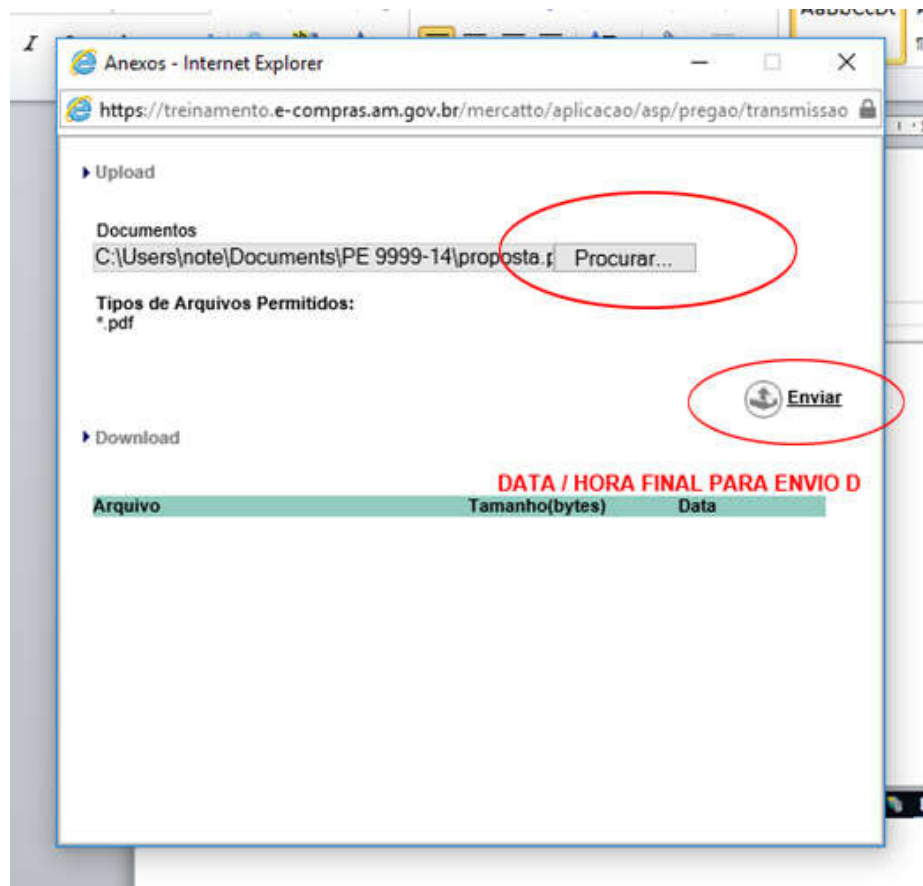 Anexos - Internet Explorer
https://treinamento.e-compras.am.gov.br/mercatto/aplicacao/asp/pregao/transmissao
Upload
Documentos
C:\Users\note\Documents\PE 9999-14\proposta.p Procurar...
Tipos de Arquivos Permitidos:
*.pdf
Enviar
Download
DATA / HORA FINAL PARA ENVIO D
Arquivo Tamanho(bytes) Data